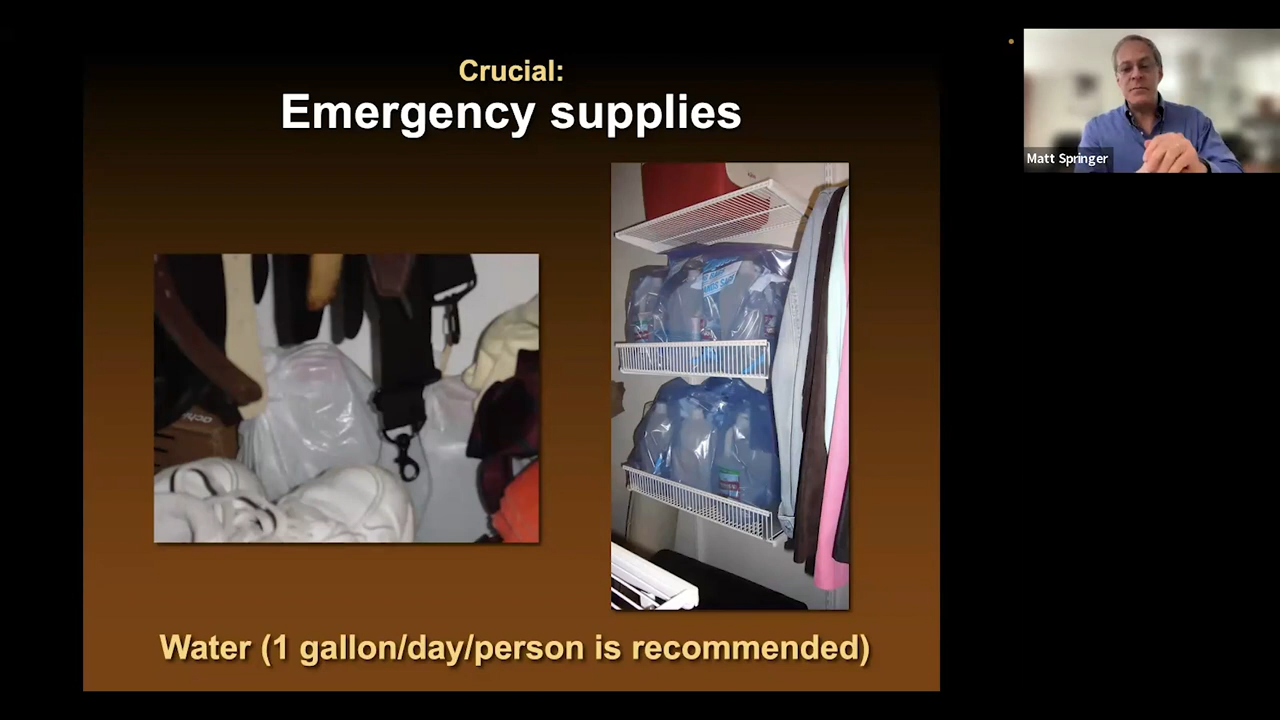 Crucial:
Emergency supplies
Matt Springer
Water (1 gallon/day/person is recommended)